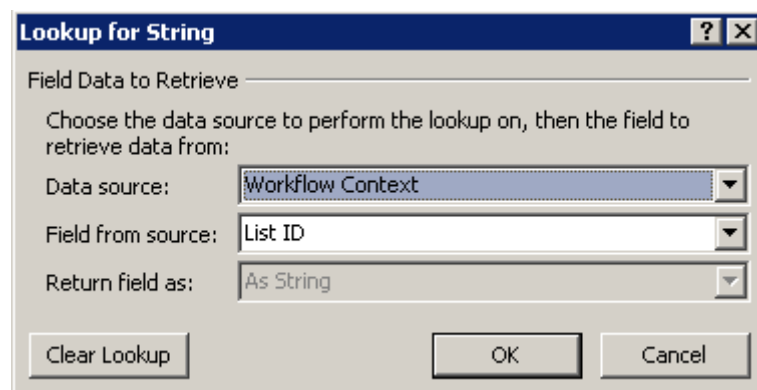 Lookup for String ?
Field Data to Retrieve
Choose the data source to perform the lookup on, then the field to
retrieve data from:
Data source: Workflow Context
Field from source: List ID
Return field as: As String
Clear Lookup OK Cancel